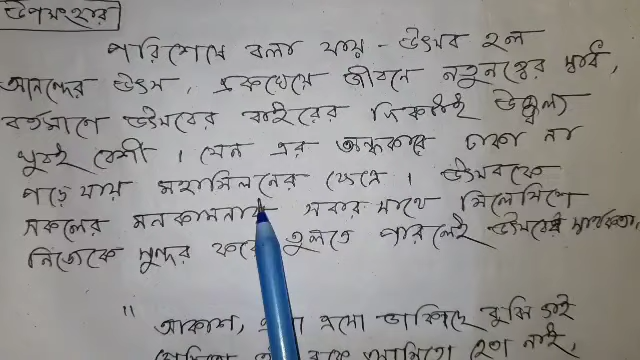 উপসংহার
পরিশেষে বলা যায় - উৎসব হল
আনন্দের উৎস, একঘেয়ে জীবনে নতুনত্বের স্বাদ,
বর্তমানে উৎসবের বাইরের দিকটাই উজ্জ্বল্য
খুবই বেশী । যেন এর অন্ধকারে ঢাকা না
পড়ে যায় মহামিলনের ক্ষেত্র । উৎসবকে
সকলের মনকামনায় সবার সাথে মিলেমিশে
নিজেকে সুন্দর করে তুলতে পারলেই উৎসবের সার্থকতা,
" আকাশ, এসো এসো ডাকিছে বুঝি ভাই